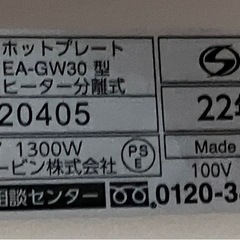 ホットプレート
EA-GW30 型
ヒーター分離式
20405
22
1300W
PS
E
ービン株式会社
Made
100V
相談センター
0120-3